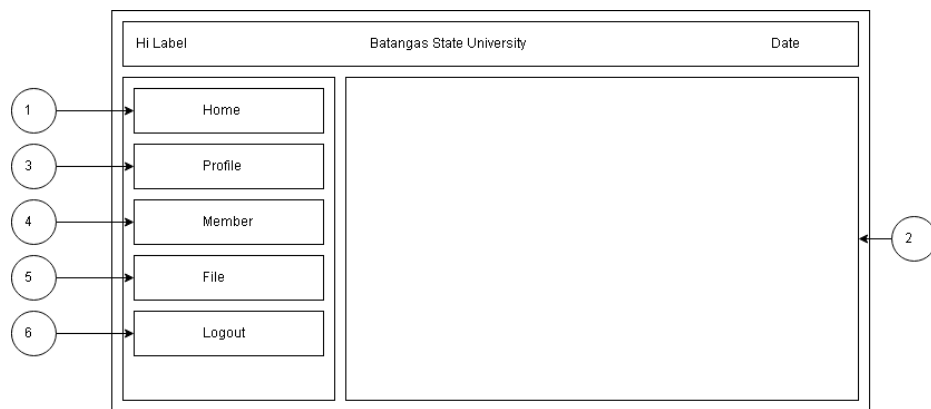 Hi Label Batangas State University Date
1 Home
3 Profile
4 Member
2
5 File
6 Logout